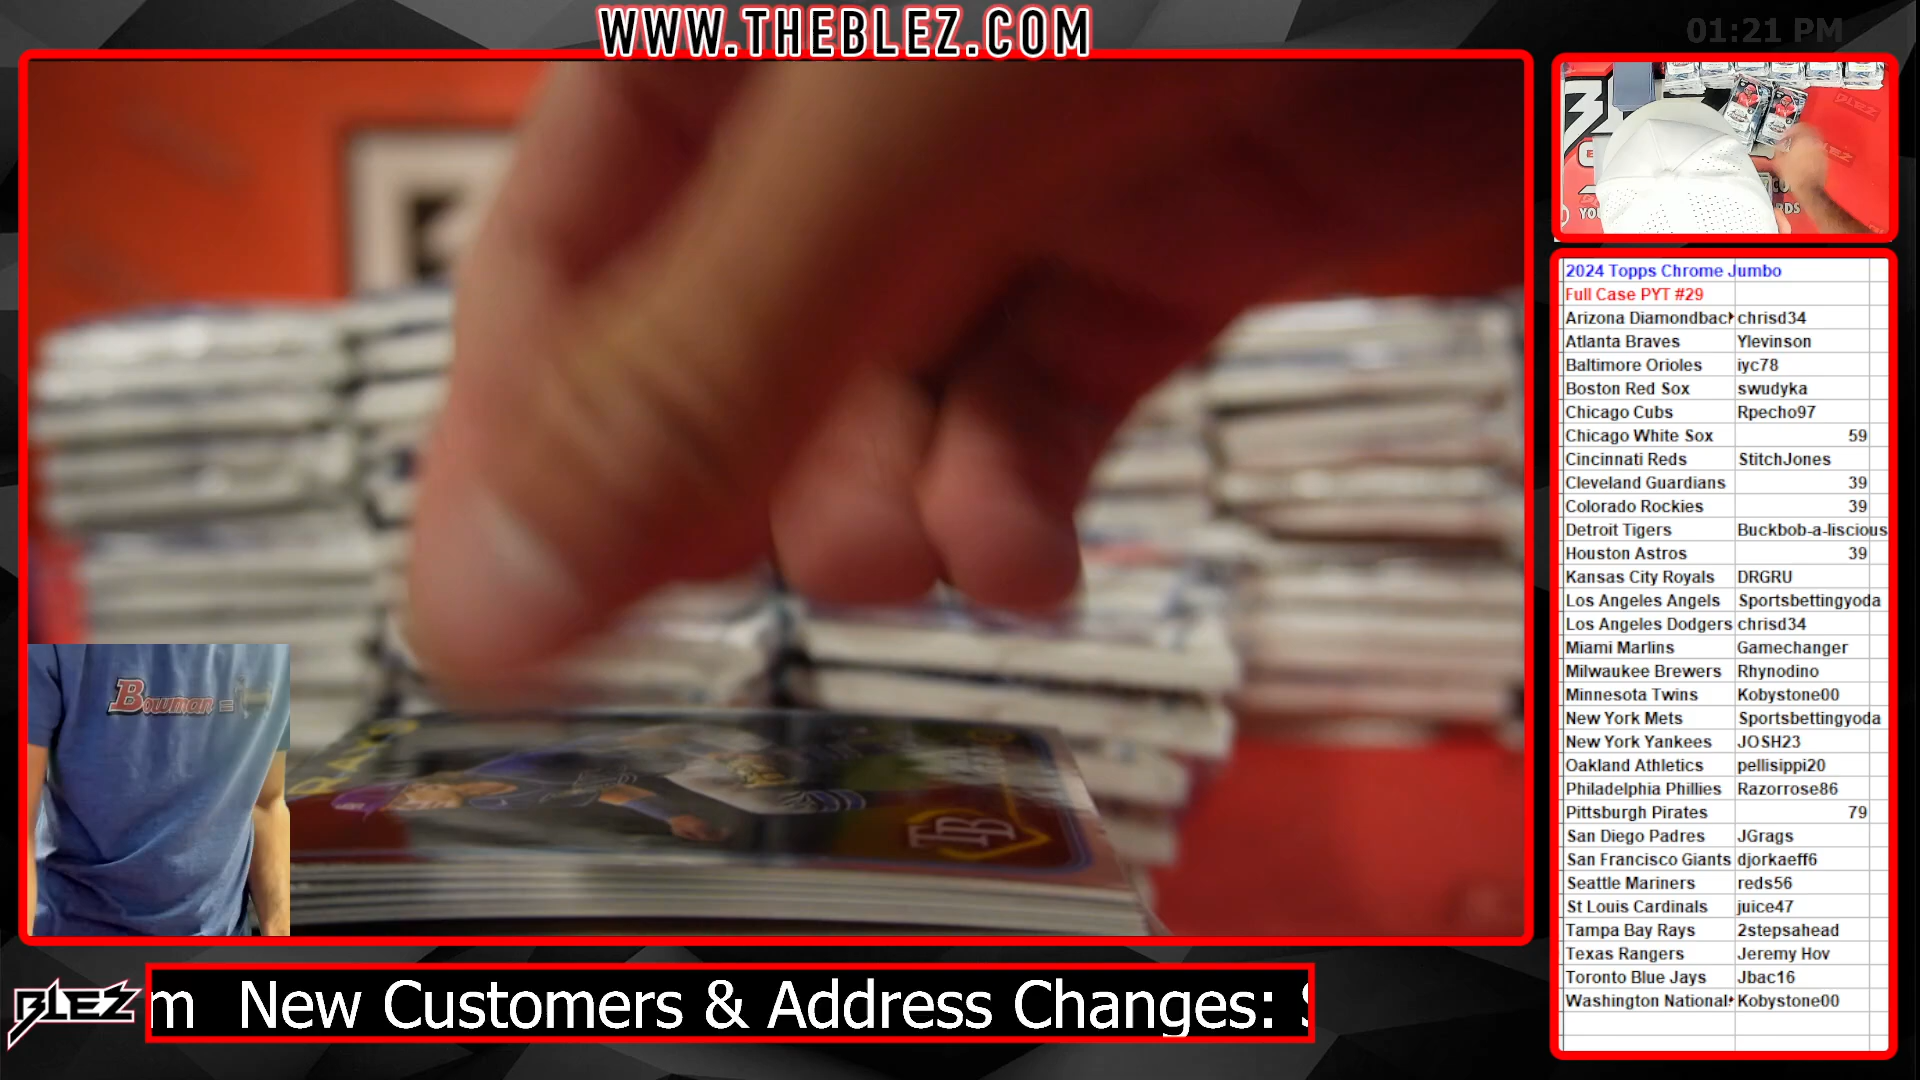 WWW.THEBLEZ.COM
01:21 PM
2024 Topps Chrome Jumbo
Full Case PYT #29
Arizona Diamondbac chrisd34
Atlanta Braves Ylevinson
Baltimore Orioles iyc78
Boston Red Sox swudyka
Chicago Cubs Rpecho97
Chicago White Sox 59
Cincinnati Reds StitchJones
Cleveland Guardians 39
Colorado Rockies 39
Detroit Tigers Buckbob-a-liscious
Houston Astros 39
Kansas City Royals DRGRU
Los Angeles Angels Sportsbettingyoda
Los Angeles Dodgers chrisd34
Miami Marlins Gamechanger
Milwaukee Brewers Rhynodino
Minnesota Twins Kobystone00
New York Mets Sportsbettingyoda
New York Yankees JOSH23
Oakland Athletics pellisippi20
Philadelphia Phillies Razorrose86
Pittsburgh Pirates 79
San Diego Padres JGrags
San Francisco Giants djorkaeff6
Seattle Mariners reds56
St Louis Cardinals juice47
Tampa Bay Rays 2stepsahead
Texas Rangers Jeremy Hov
Toronto Blue Jays Jbac16
Washington National Kobystone00
Bowman =
RAYS
TB
BLEZ
m New Customers & Address Changes: S